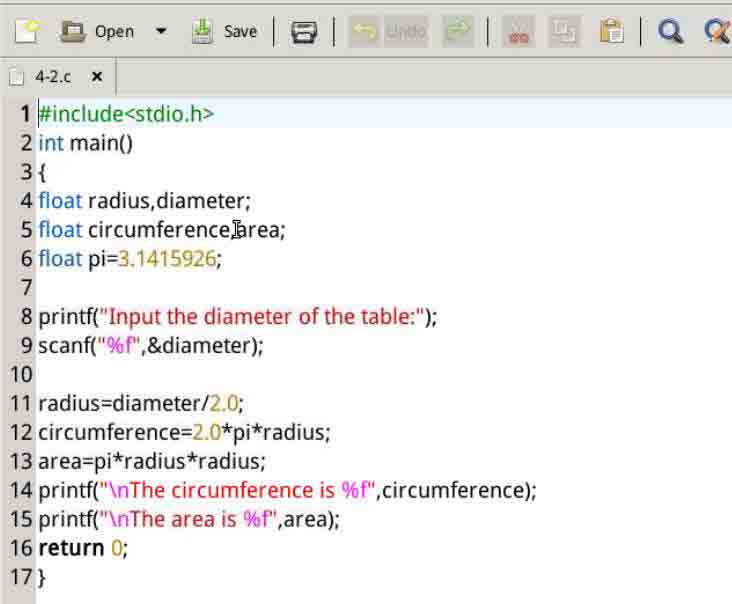 Open Save Undo
4-2.c
1 #include<stdio.h>
2 int main()
3 {
4 float radius,diameter;
5 float circumference,area;
6 float pi=3.1415926;
7
8 printf("Input the diameter of the table:");
9 scanf("%f",&diameter);
10
11 radius=diameter/2.0;
12 circumference=2.0*pi*radius;
13 area=pi*radius*radius;
14 printf("\nThe circumference is %f",circumference);
15 printf("\nThe area is %f",area);
16 return 0;
17 }